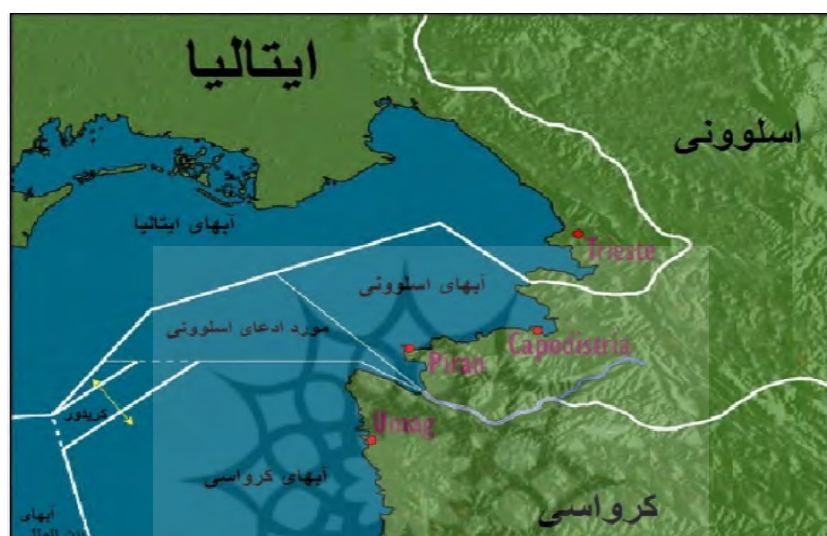 ایتالیا
اسلوونی
آبهای ایتالیا
Trieste
آبهای اسلوونی
مورد ادعای اسلوونی
Piran
Capodistria
کریدور
Umag
آبهای کرواسی
کرواسی
آبهای